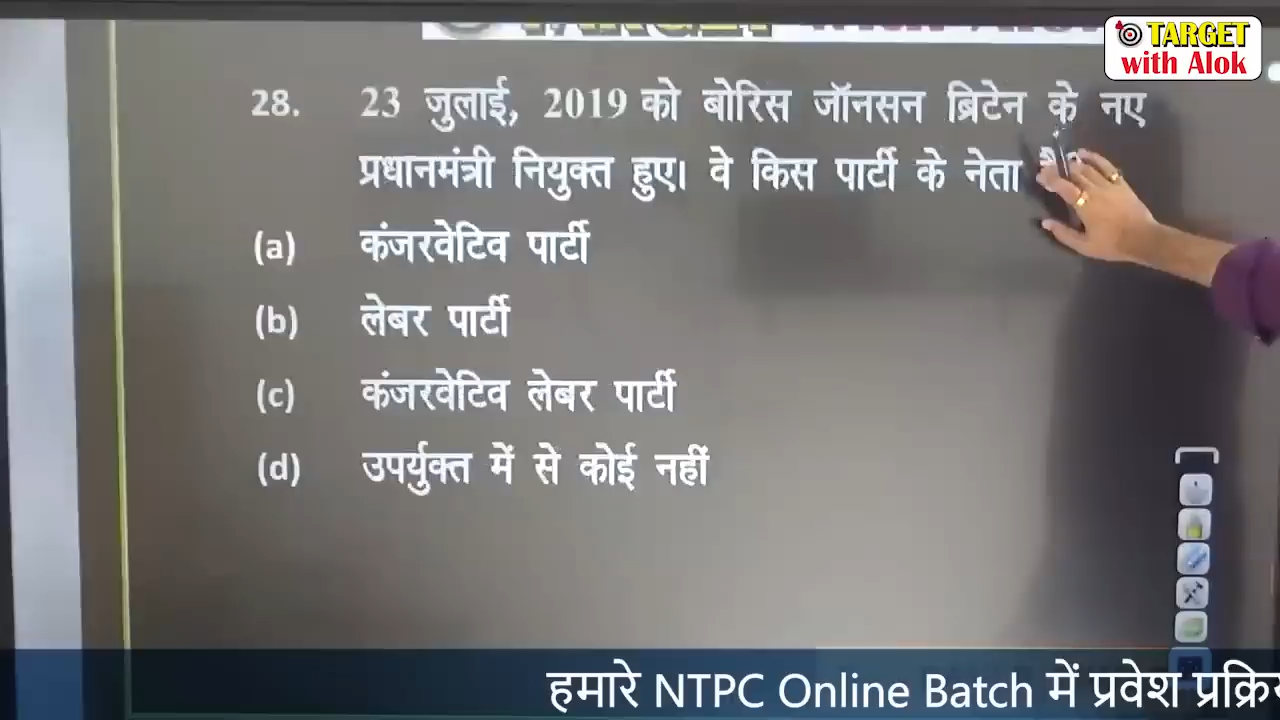 TARGET
with Alok
28. 23 जुलाई, 2019 को बोरिस जॉनसन ब्रिटेन के नए
प्रधानमंत्री नियुक्त हुए। वे किस पार्टी के नेता
(a) कंजरवेटिव पार्टी
(b) लेबर पार्टी
(c) कंजरवेटिव लेबर पार्टी
(d) उपर्युक्त में से कोई नहीं
हमारे NTPC Online Batch में प्रवेश